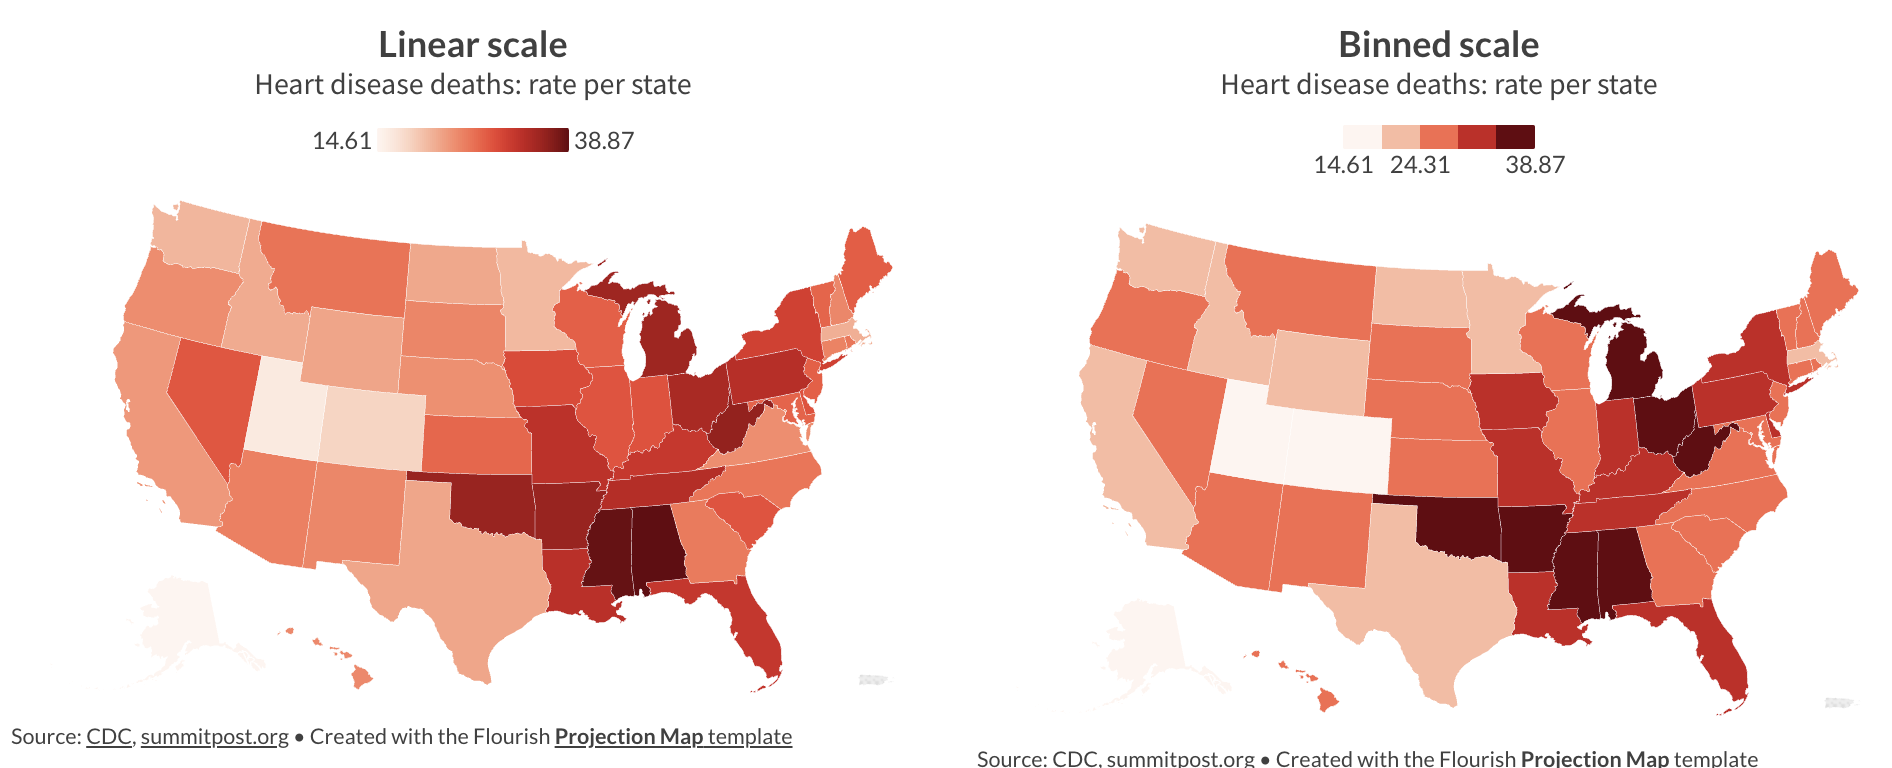 Linear scale
Heart disease deaths: rate per state
14.61 38.87
Source: CDC, summitpost.org • Created with the Flourish Projection Map template
Binned scale
Heart disease deaths: rate per state
14.61 24.31 38.87
Source: CDC, summitpost.org • Created with the Flourish Projection Map template